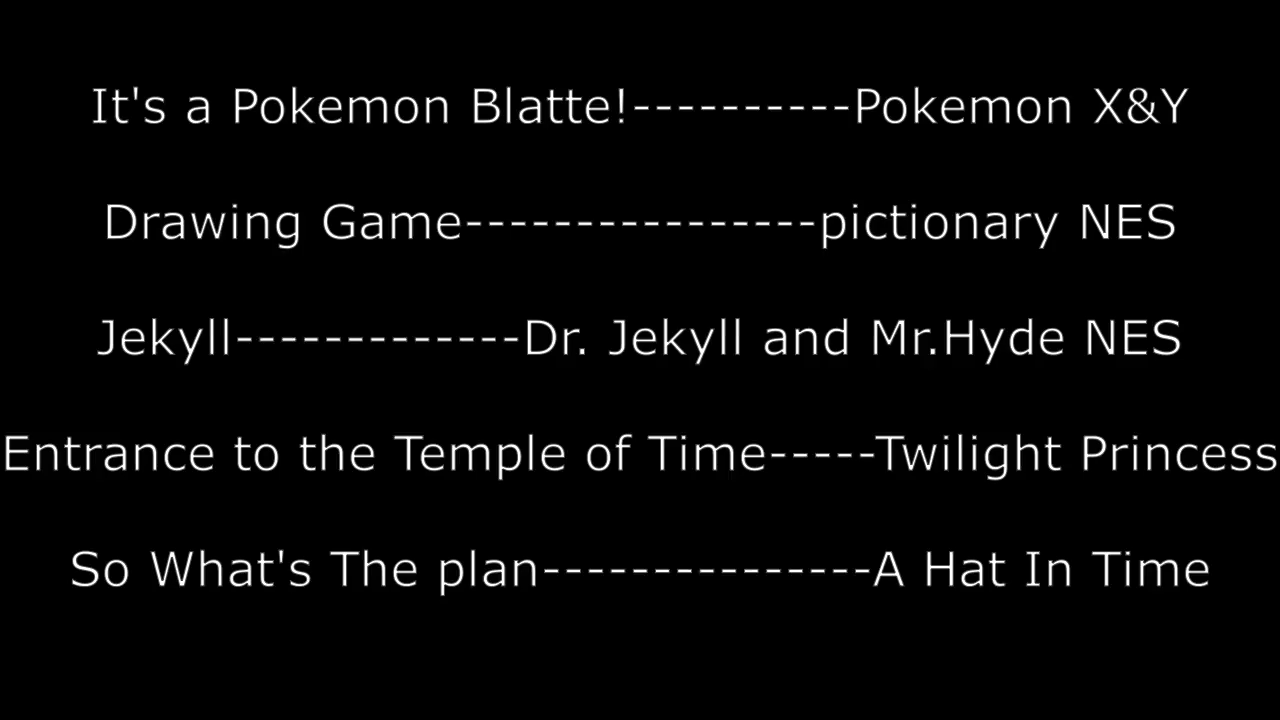 It's a Pokemon Blatte!----------Pokemon X&Y
Drawing Game----------------pictionary NES
Jekyll-------------Dr. Jekyll and Mr.Hyde NES
Entrance to the Temple of Time-----Twilight Princess
So What's The plan---------------A Hat In Time